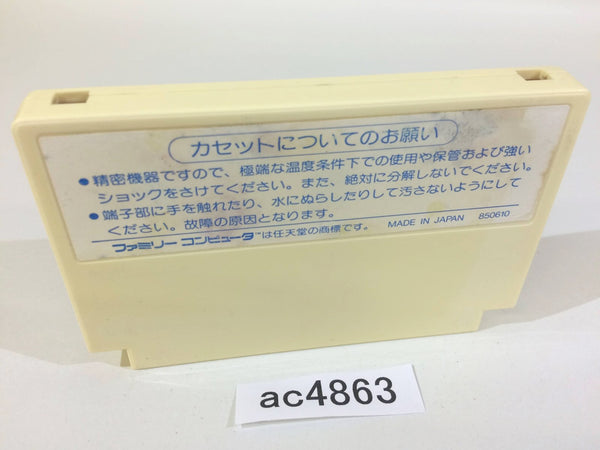 カセットについてのお願い
●精密機器ですので、極端な温度条件下での使用や保管および強い
ショックをさけてください。また、絶対に分解しないでください。
●端子部に手を触れたり、水にぬらしたりして汚さないようにして
ください。故障の原因となります。
ファミリー コンピュータ™は任天堂の商標です。 MADE IN JAPAN 850610
ac4863